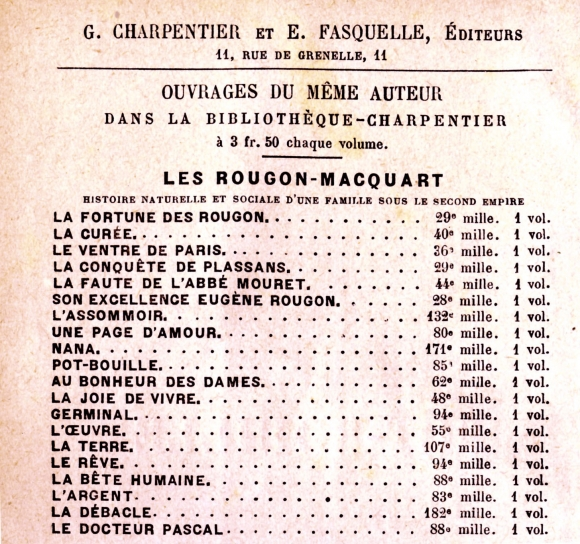 G. CHARPENTIER ET E. FASQUELLE, ÉDITEURS
11, RUE DE GRENELLE, 11
OUVRAGES DU MÊME AUTEUR
DANS LA BIBLIOTHÈQUE-CHARPENTIER
à 3 fr. 50 chaque volume.
LES ROUGON-MACQUART
HISTOIRE NATURELLE ET SOCIALE D'UNE FAMILLE SOUS LE SECOND EMPIRE
LA FORTUNE DES ROUGON. . . . . . . . . . . 29e mille. 1 vol.
LA CURÉE. . . . . . . . . . . . . . . . . . 40e mille. 1 vol.
LE VENTRE DE PARIS. . . . . . . . . . . . . 36e mille. 1 vol.
LA CONQUÊTE DE PLASSANS. . . . . . . . . . 29e mille. 1 vol.
LA FAUTE DE L'ABBÉ MOURET. . . . . . . . . 44e mille. 1 vol.
SON EXCELLENCE EUGÈNE ROUGON. . . . . . . 28e mille. 1 vol.
L'ASSOMMOIR. . . . . . . . . . . . . . . . 132e mille. 1 vol.
UNE PAGE D'AMOUR. . . . . . . . . . . . . . 80e mille. 1 vol.
NANA. . . . . . . . . . . . . . . . . . . . 171e mille. 1 vol.
POT-BOUILLE. . . . . . . . . . . . . . . . 85e mille. 1 vol.
AU BONHEUR DES DAMES. . . . . . . . . . . . 62e mille. 1 vol.
LA JOIE DE VIVRE. . . . . . . . . . . . . . 48e mille. 1 vol.
GERMINAL. . . . . . . . . . . . . . . . . . 94e mille. 1 vol.
L'ŒUVRE. . . . . . . . . . . . . . . . . . 55e mille. 1 vol.
LA TERRE. . . . . . . . . . . . . . . . . . 107e mille. 1 vol.
LE RÊVE. . . . . . . . . . . . . . . . . . 94e mille. 1 vol.
LA BÊTE HUMAINE. . . . . . . . . . . . . . 88e mille. 1 vol.
L'ARGENT. . . . . . . . . . . . . . . . . . 83e mille. 1 vol.
LA DÉBACLE. . . . . . . . . . . . . . . . . 182e mille. 1 vol.
LE DOCTEUR PASCAL . . . . . . . . . . . . . 88e mille. 1 vol.